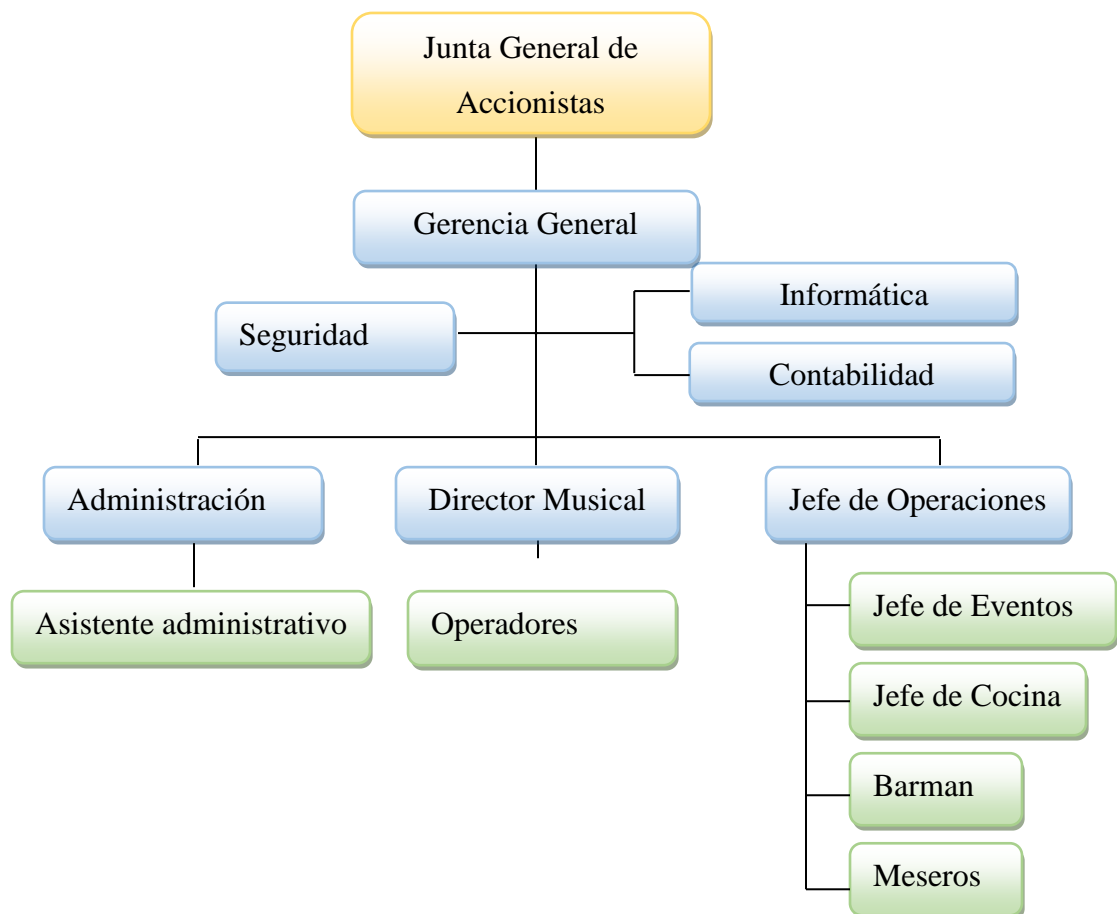 Junta General de
Accionistas
Gerencia General
Informática
Seguridad
Contabilidad
Administración
Director Musical
Jefe de Operaciones
Asistente administrativo
Operadores
Jefe de Eventos
Jefe de Cocina
Barman
Meseros